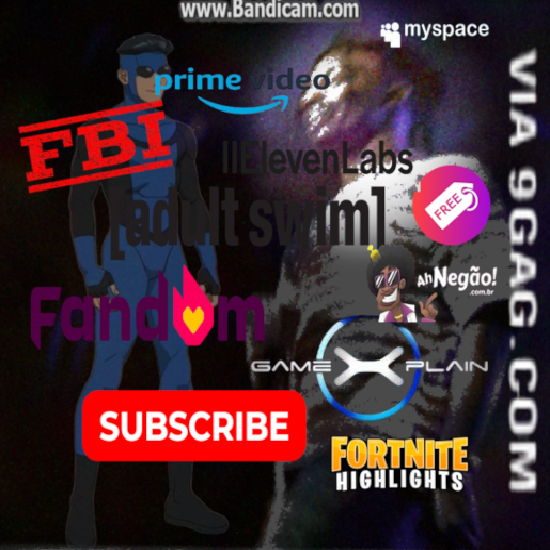 www.Bandicam.com
myspace
prime video
VIA 9GAG.COM
FBI
IIElevenLabs
FREE
[adult swim]
Ah Negão!
.com.br
Fandom
GAME XPLAIN
SUBSCRIBE
FORTNITE
HIGHLIGHTS